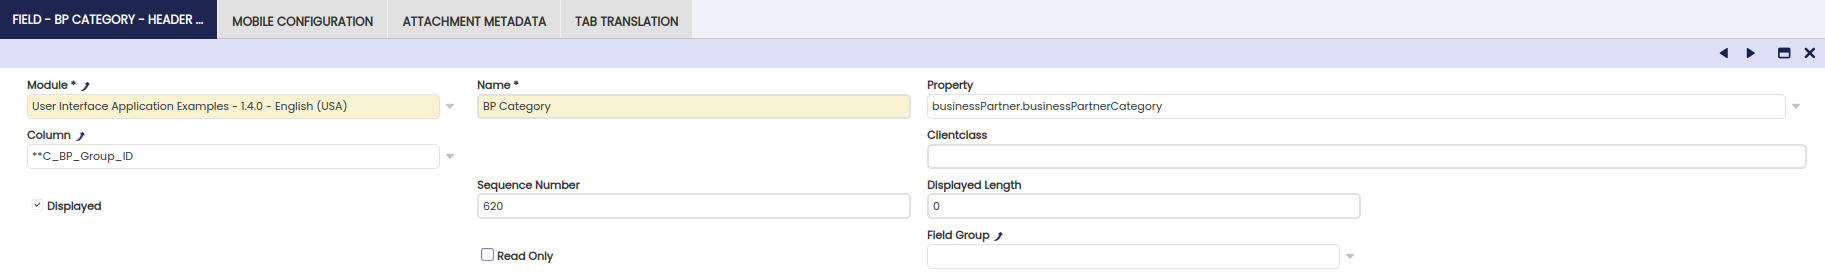 FIELD - BP CATEGORY - HEADER ... MOBILE CONFIGURATION ATTACHMENT METADATA TAB TRANSLATION
Module * Name * Property
User Interface Application Examples - 1.4.0 - English (USA) BP Category businessPartner.businessPartnerCategory
Column Clientclass
**C_BP_Group_ID
Sequence Number Displayed Length
Displayed 620 0
Field Group
Read Only